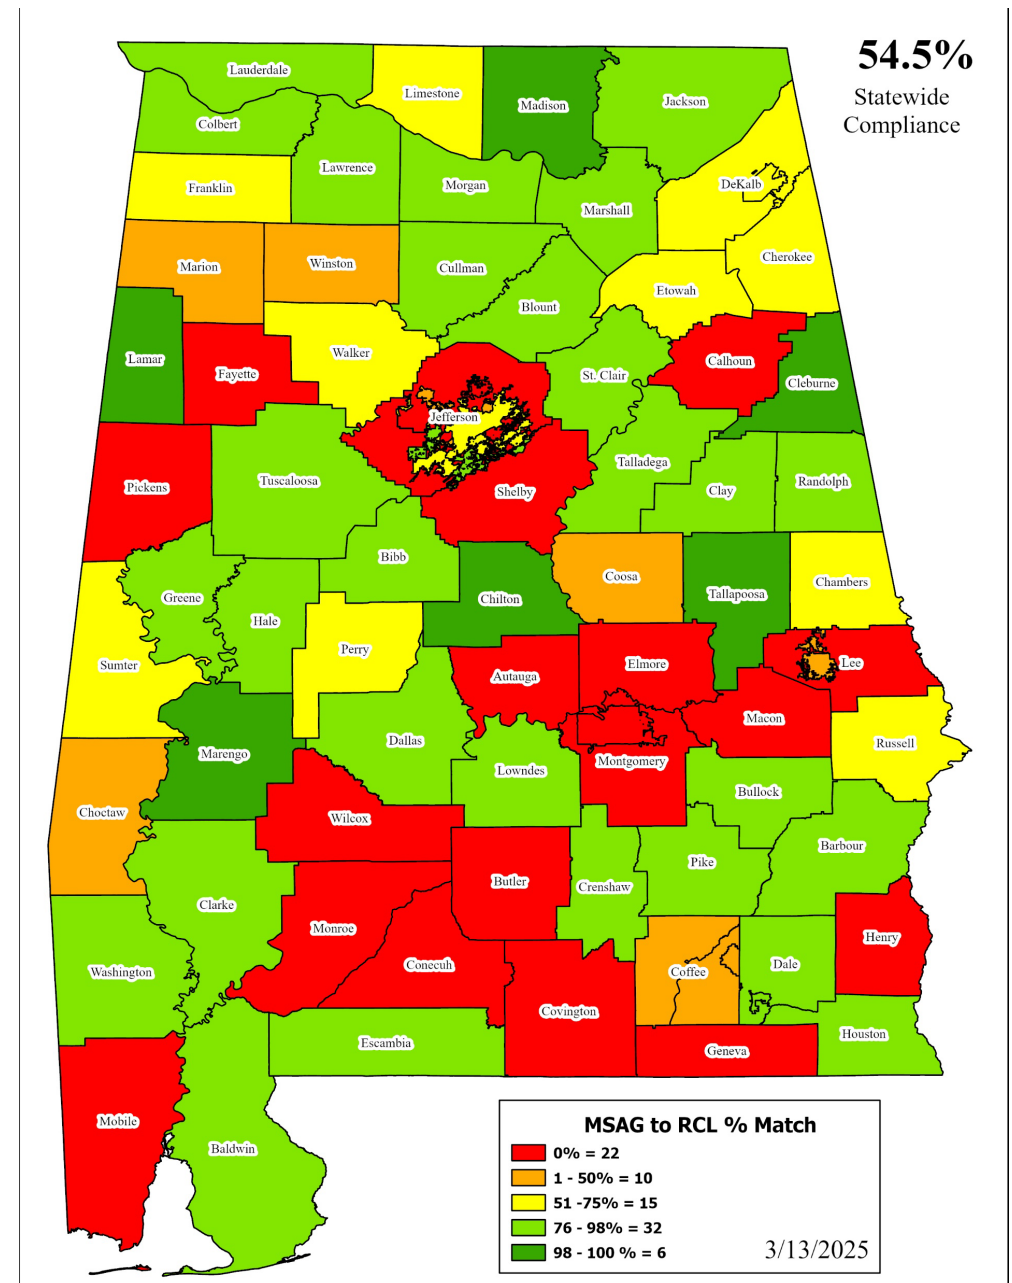 54.5%
Statewide
Compliance
Lauderdale
Limestone
Madison
Jackson
Colbert
Lawrence
Franklin
Morgan
DeKalb
Marshall
Marion
Winston
Cullman
Cherokee
Etowah
Blount
Lamar
Fayette
Walker
St. Clair
Calhoun
Cleburne
Jefferson
Pickens
Tuscaloosa
Shelby
Talladega
Clay
Randolph
Bibb
Greene
Hale
Chilton
Coosa
Tallapoosa
Chambers
Sumter
Perry
Autauga
Elmore
Lee
Macon
Marengo
Dallas
Lowndes
Montgomery
Russell
Bullock
Choctaw
Wilcox
Barbour
Butler
Crenshaw
Pike
Clarke
Monroe
Henry
Washington
Conecuh
Coffee
Dale
Covington
Escambia
Houston
Geneva
Mobile
Baldwin
MSAG to RCL % Match
0% = 22
1 - 50% = 10
51 -75% = 15
76 - 98% = 32
98 - 100 % = 6
3/13/2025